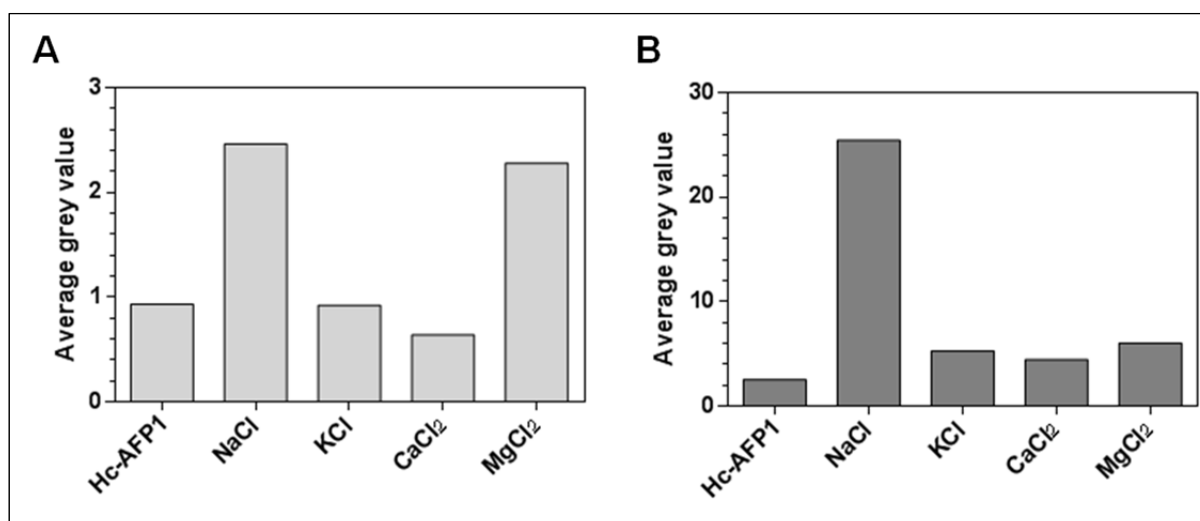 A
Average grey value
3
2
1
0
Hc-AFP1
NaCl
KCl
CaCl₂
MgCl₂
B
Average grey value
30
20
10
0
Hc-AFP1
NaCl
KCl
CaCl₂
MgCl₂